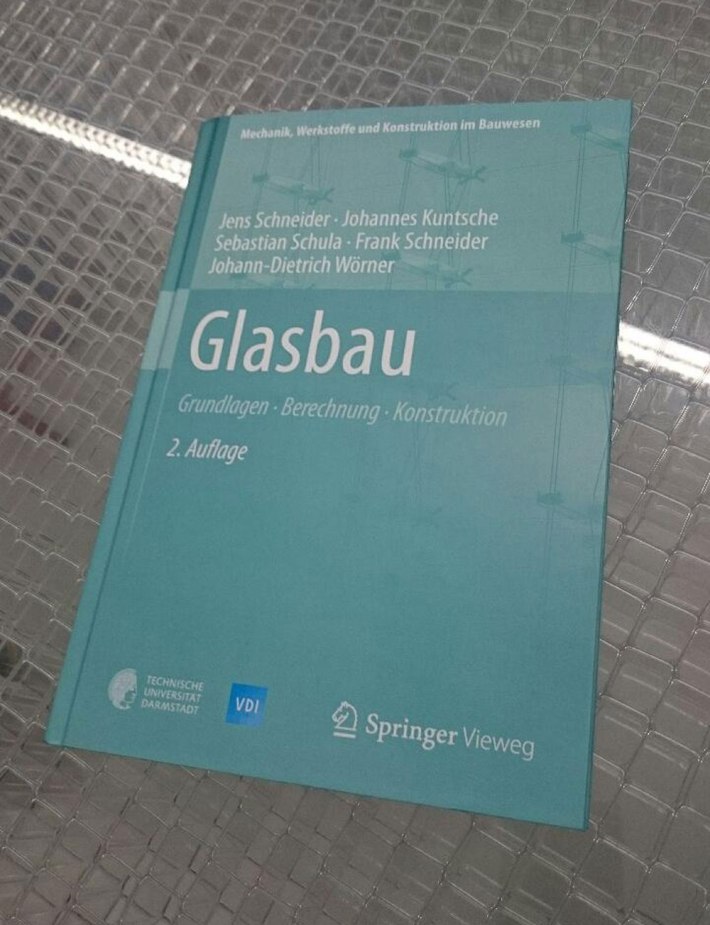 Mechanik, Werkstoffe und Konstruktion im Bauwesen
Jens Schneider · Johannes Kuntsche
Sebastian Schula · Frank Schneider
Johann-Dietrich Wörner
Glasbau
Grundlagen · Berechnung · Konstruktion
2. Auflage
TECHNISCHE
UNIVERSITÄT
DARMSTADT
VDI
Springer Vieweg